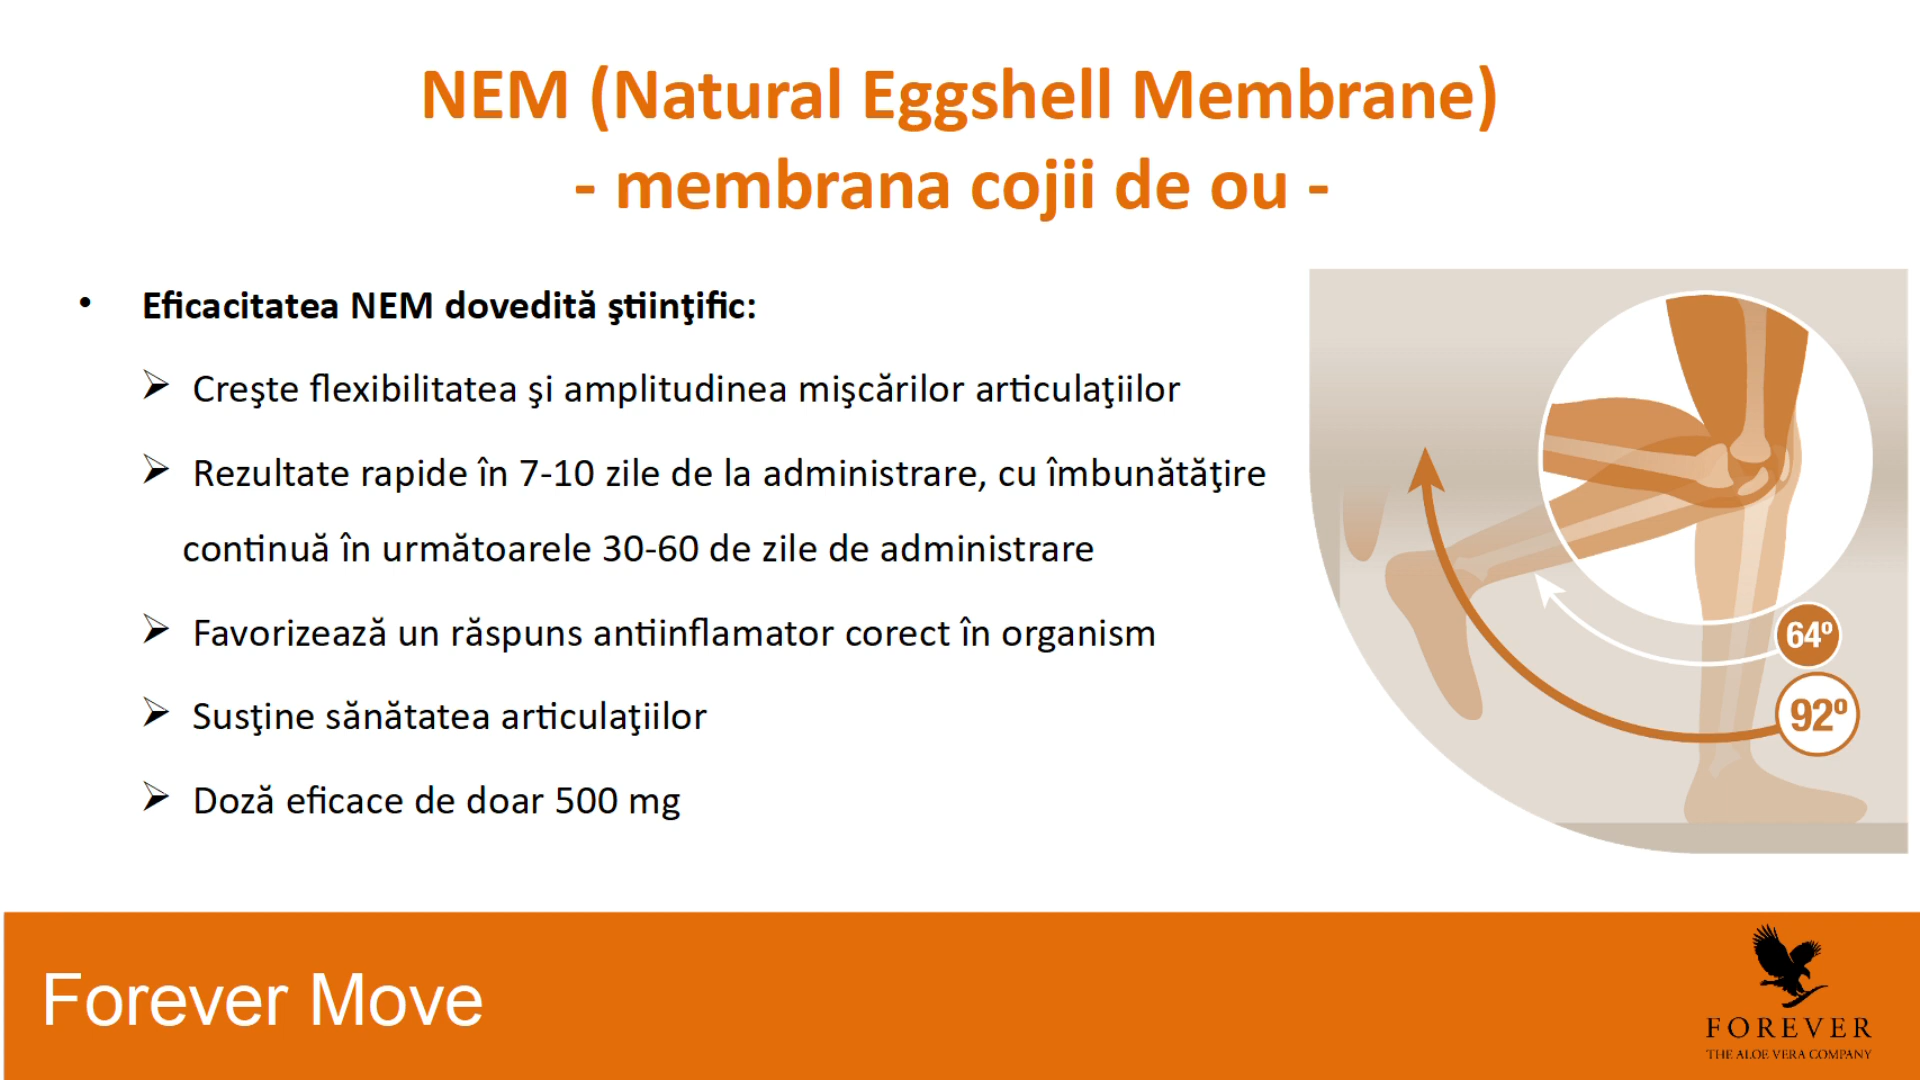 NEM (Natural Eggshell Membrane)
- membrana cojii de ou -
• Eficacitatea NEM dovedită ştiinţific:
➢ Creşte flexibilitatea şi amplitudinea mişcărilor articulaţiilor
➢ Rezultate rapide în 7-10 zile de la administrare, cu îmbunătăţire
continuă în următoarele 30-60 de zile de administrare
➢ Favorizează un răspuns antiinflamator corect în organism
➢ Susţine sănătatea articulaţiilor
➢ Doză eficace de doar 500 mg
64º
92º
Forever Move
FOREVER
THE ALOE VERA COMPANY